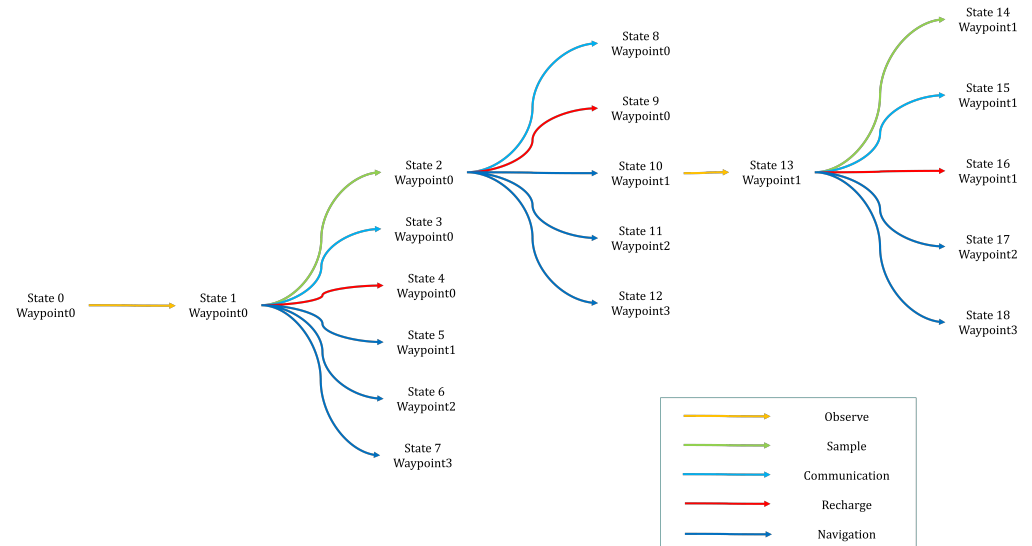 State 0
Waypoint0
State 1
Waypoint0
State 2
Waypoint0
State 3
Waypoint0
State 4
Waypoint0
State 5
Waypoint1
State 6
Waypoint2
State 7
Waypoint3
State 8
Waypoint0
State 9
Waypoint0
State 10
Waypoint1
State 11
Waypoint2
State 12
Waypoint3
State 13
Waypoint1
State 14
Waypoint1
State 15
Waypoint1
State 16
Waypoint1
State 17
Waypoint2
State 18
Waypoint3
Observe
Sample
Communication
Recharge
Navigation